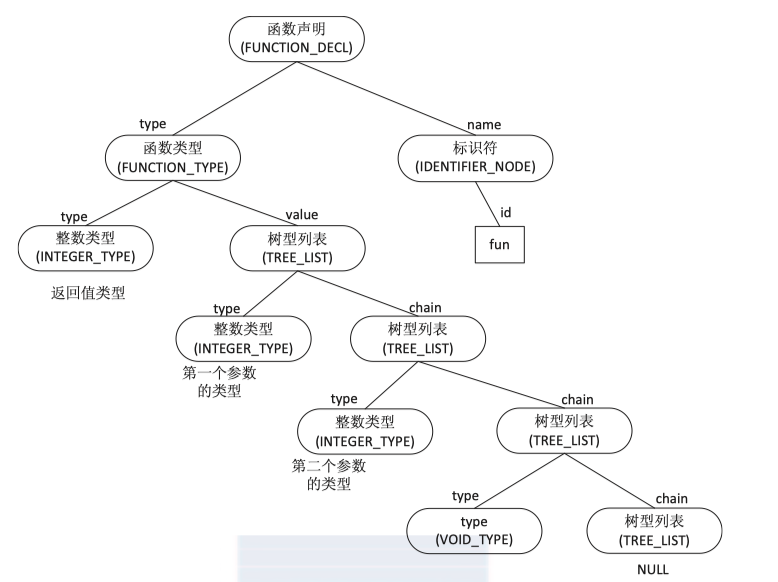 函数声明
(FUNCTION_DECL)
type
name
函数类型
(FUNCTION_TYPE)
标识符
(IDENTIFIER_NODE)
type
value
id
整数类型
(INTEGER_TYPE)
树型列表
(TREE_LIST)
fun
返回值类型
type
chain
整数类型
(INTEGER_TYPE)
树型列表
(TREE_LIST)
第一个参数
的类型
type
chain
整数类型
(INTEGER_TYPE)
树型列表
(TREE_LIST)
第二个参数
的类型
type
chain
type
(VOID_TYPE)
树型列表
(TREE_LIST)
NULL